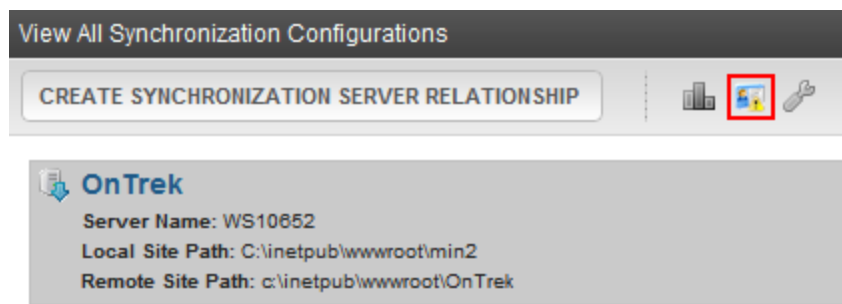 View All Synchronization Configurations
CREATE SYNCHRONIZATION SERVER RELATIONSHIP
OnTrek
Server Name: WS10652
Local Site Path: C:\inetpub\wwwroot\min2
Remote Site Path: c:\inetpub\wwwroot\OnTrek